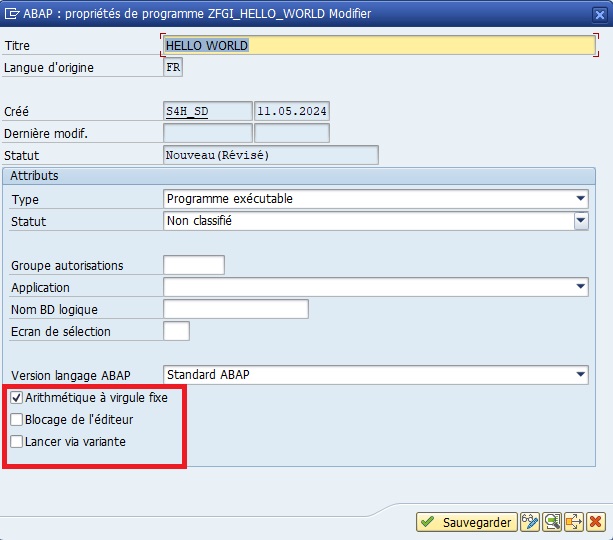 ABAP : propriétés de programme ZFGI_HELLO_WORLD Modifier
Titre HELLO WORLD
Langue d'origine FR
Créé S4H_SD 11.05.2024
Dernière modif.
Statut Nouveau(Révisé)
Attributs
Type Programme exécutable
Statut Non classifié
Groupe autorisations
Application
Nom BD logique
Ecran de sélection
Version langage ABAP Standard ABAP
Arithmétique à virgule fixe
Blocage de l'éditeur
Lancer via variante
Sauvegarder